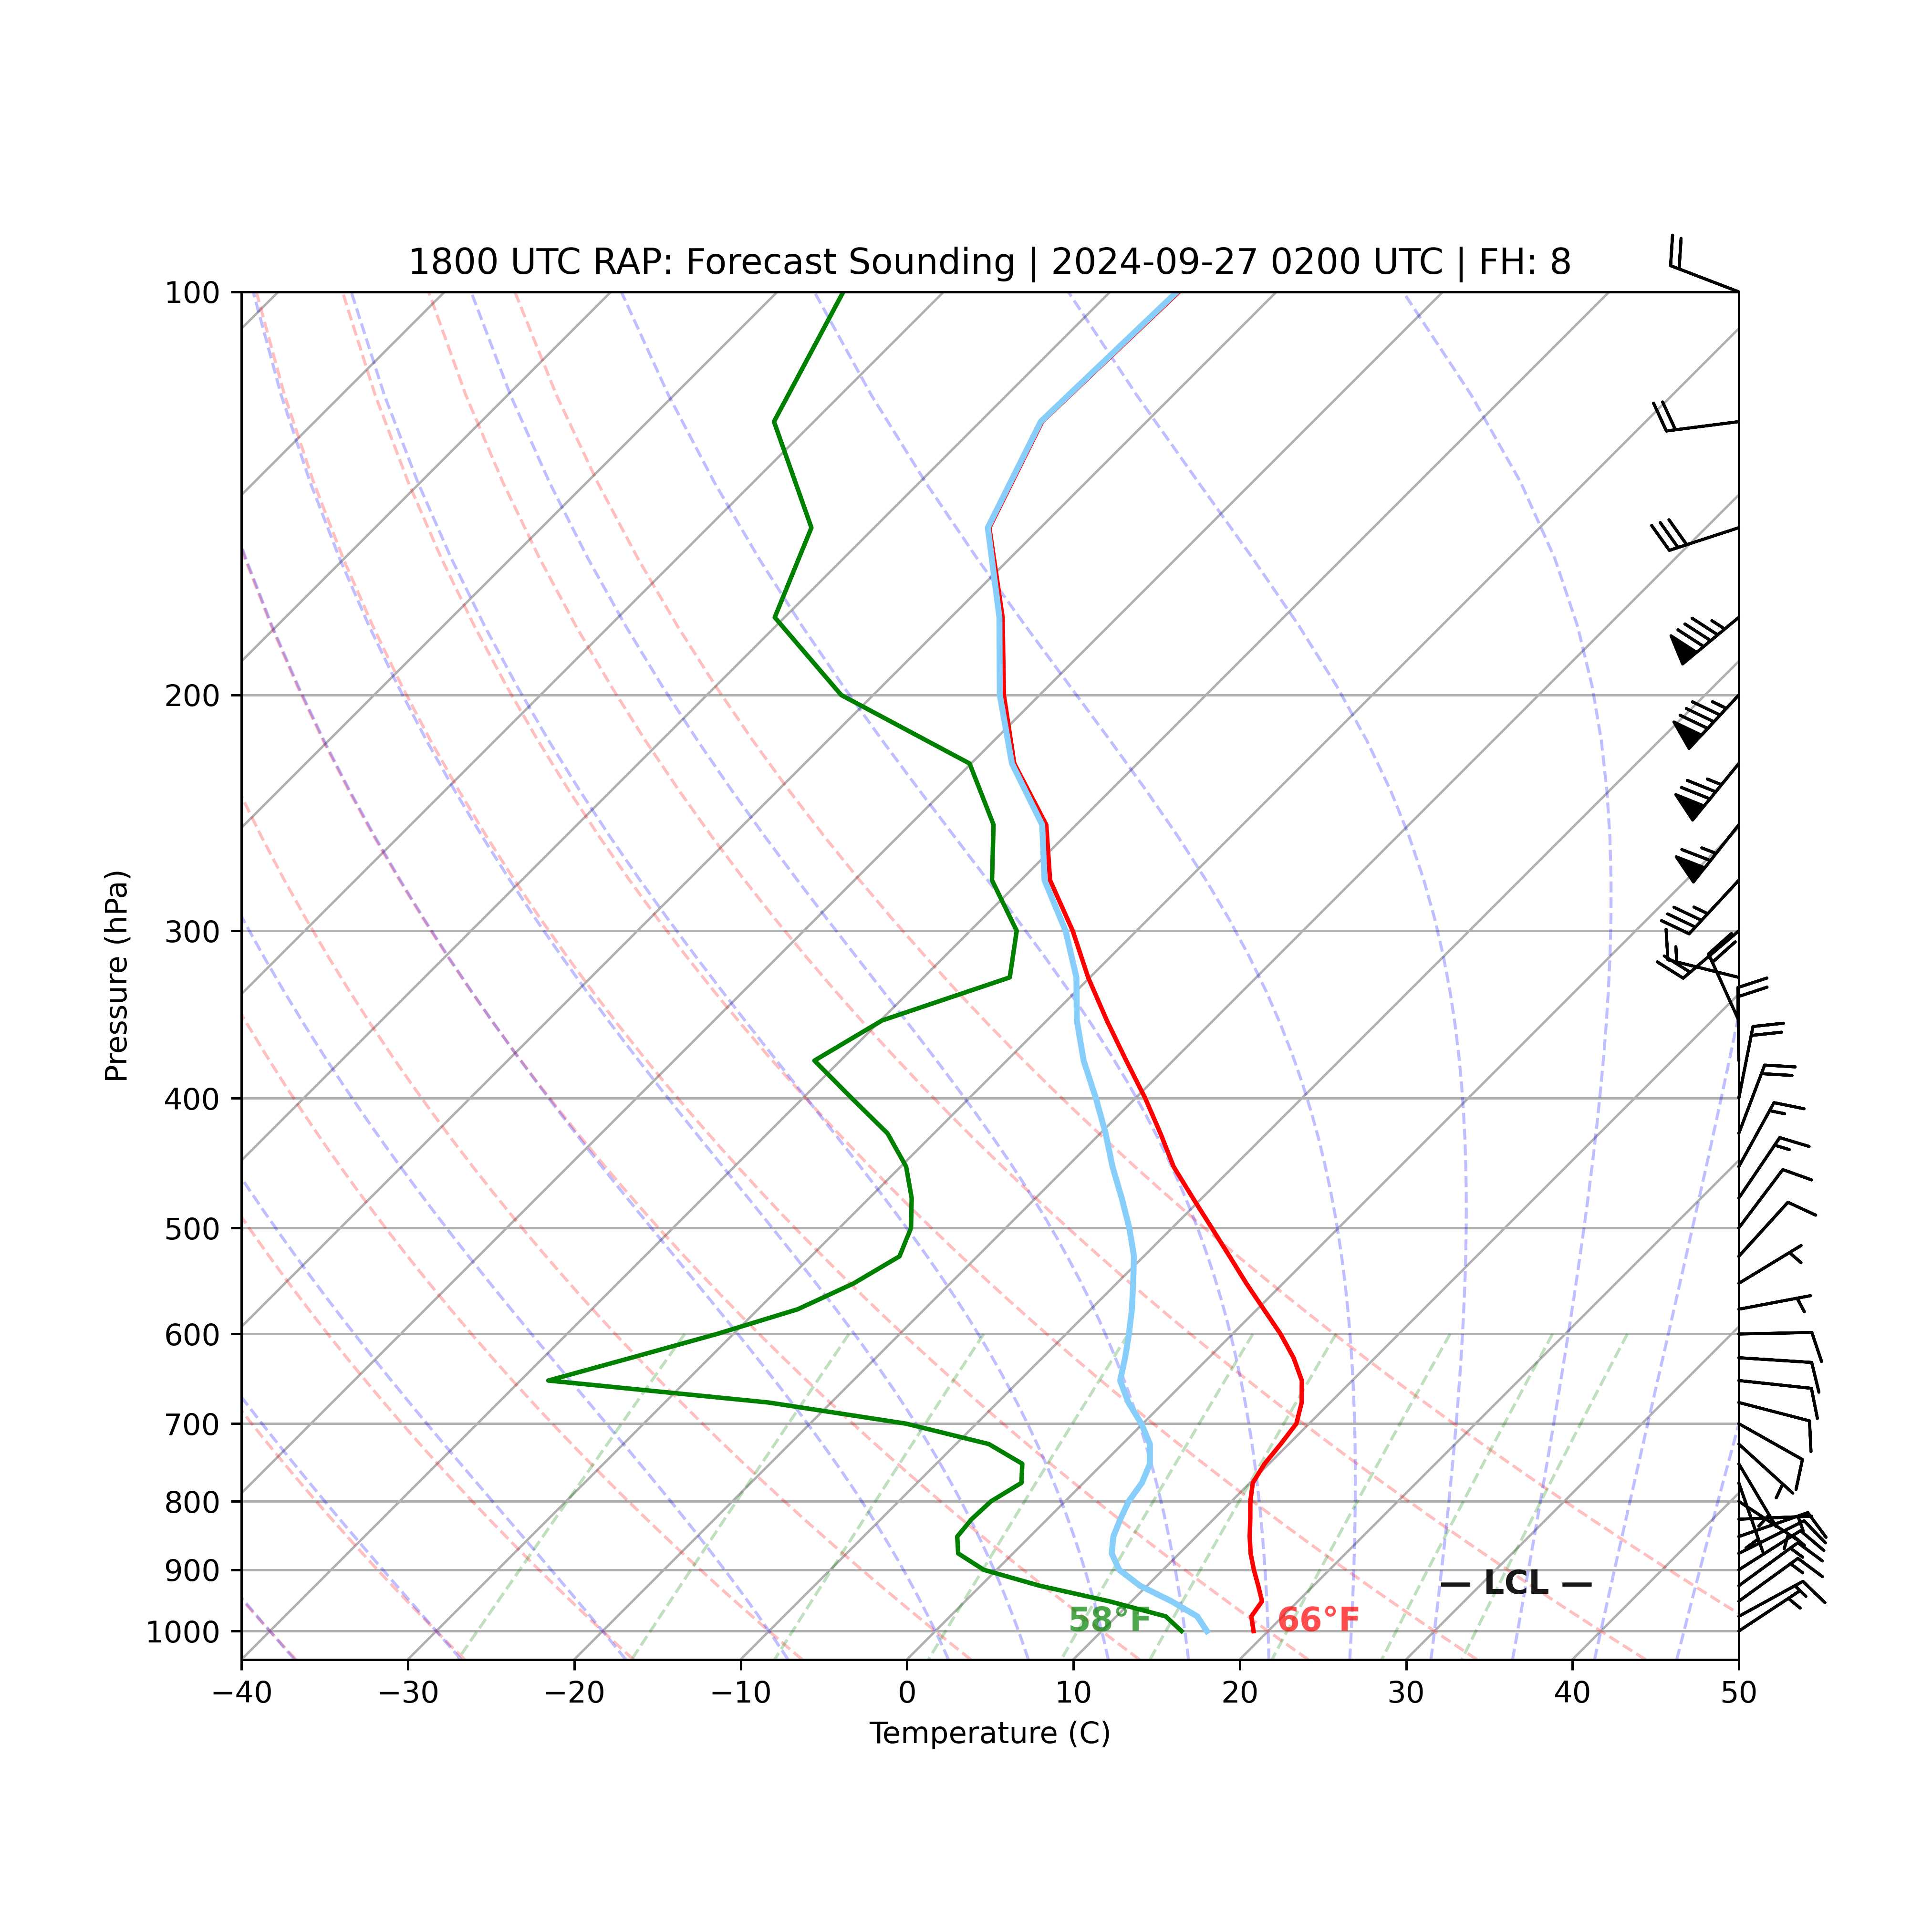 1800 UTC RAP: Forecast Sounding | 2024-09-27 0200 UTC | FH: 8
100
200
300
400
500
600
700
800
900
1000
Pressure (hPa)
— LCL —
58°F 66°F
−40 −30 −20 −10 0 10 20 30 40 50
Temperature (C)